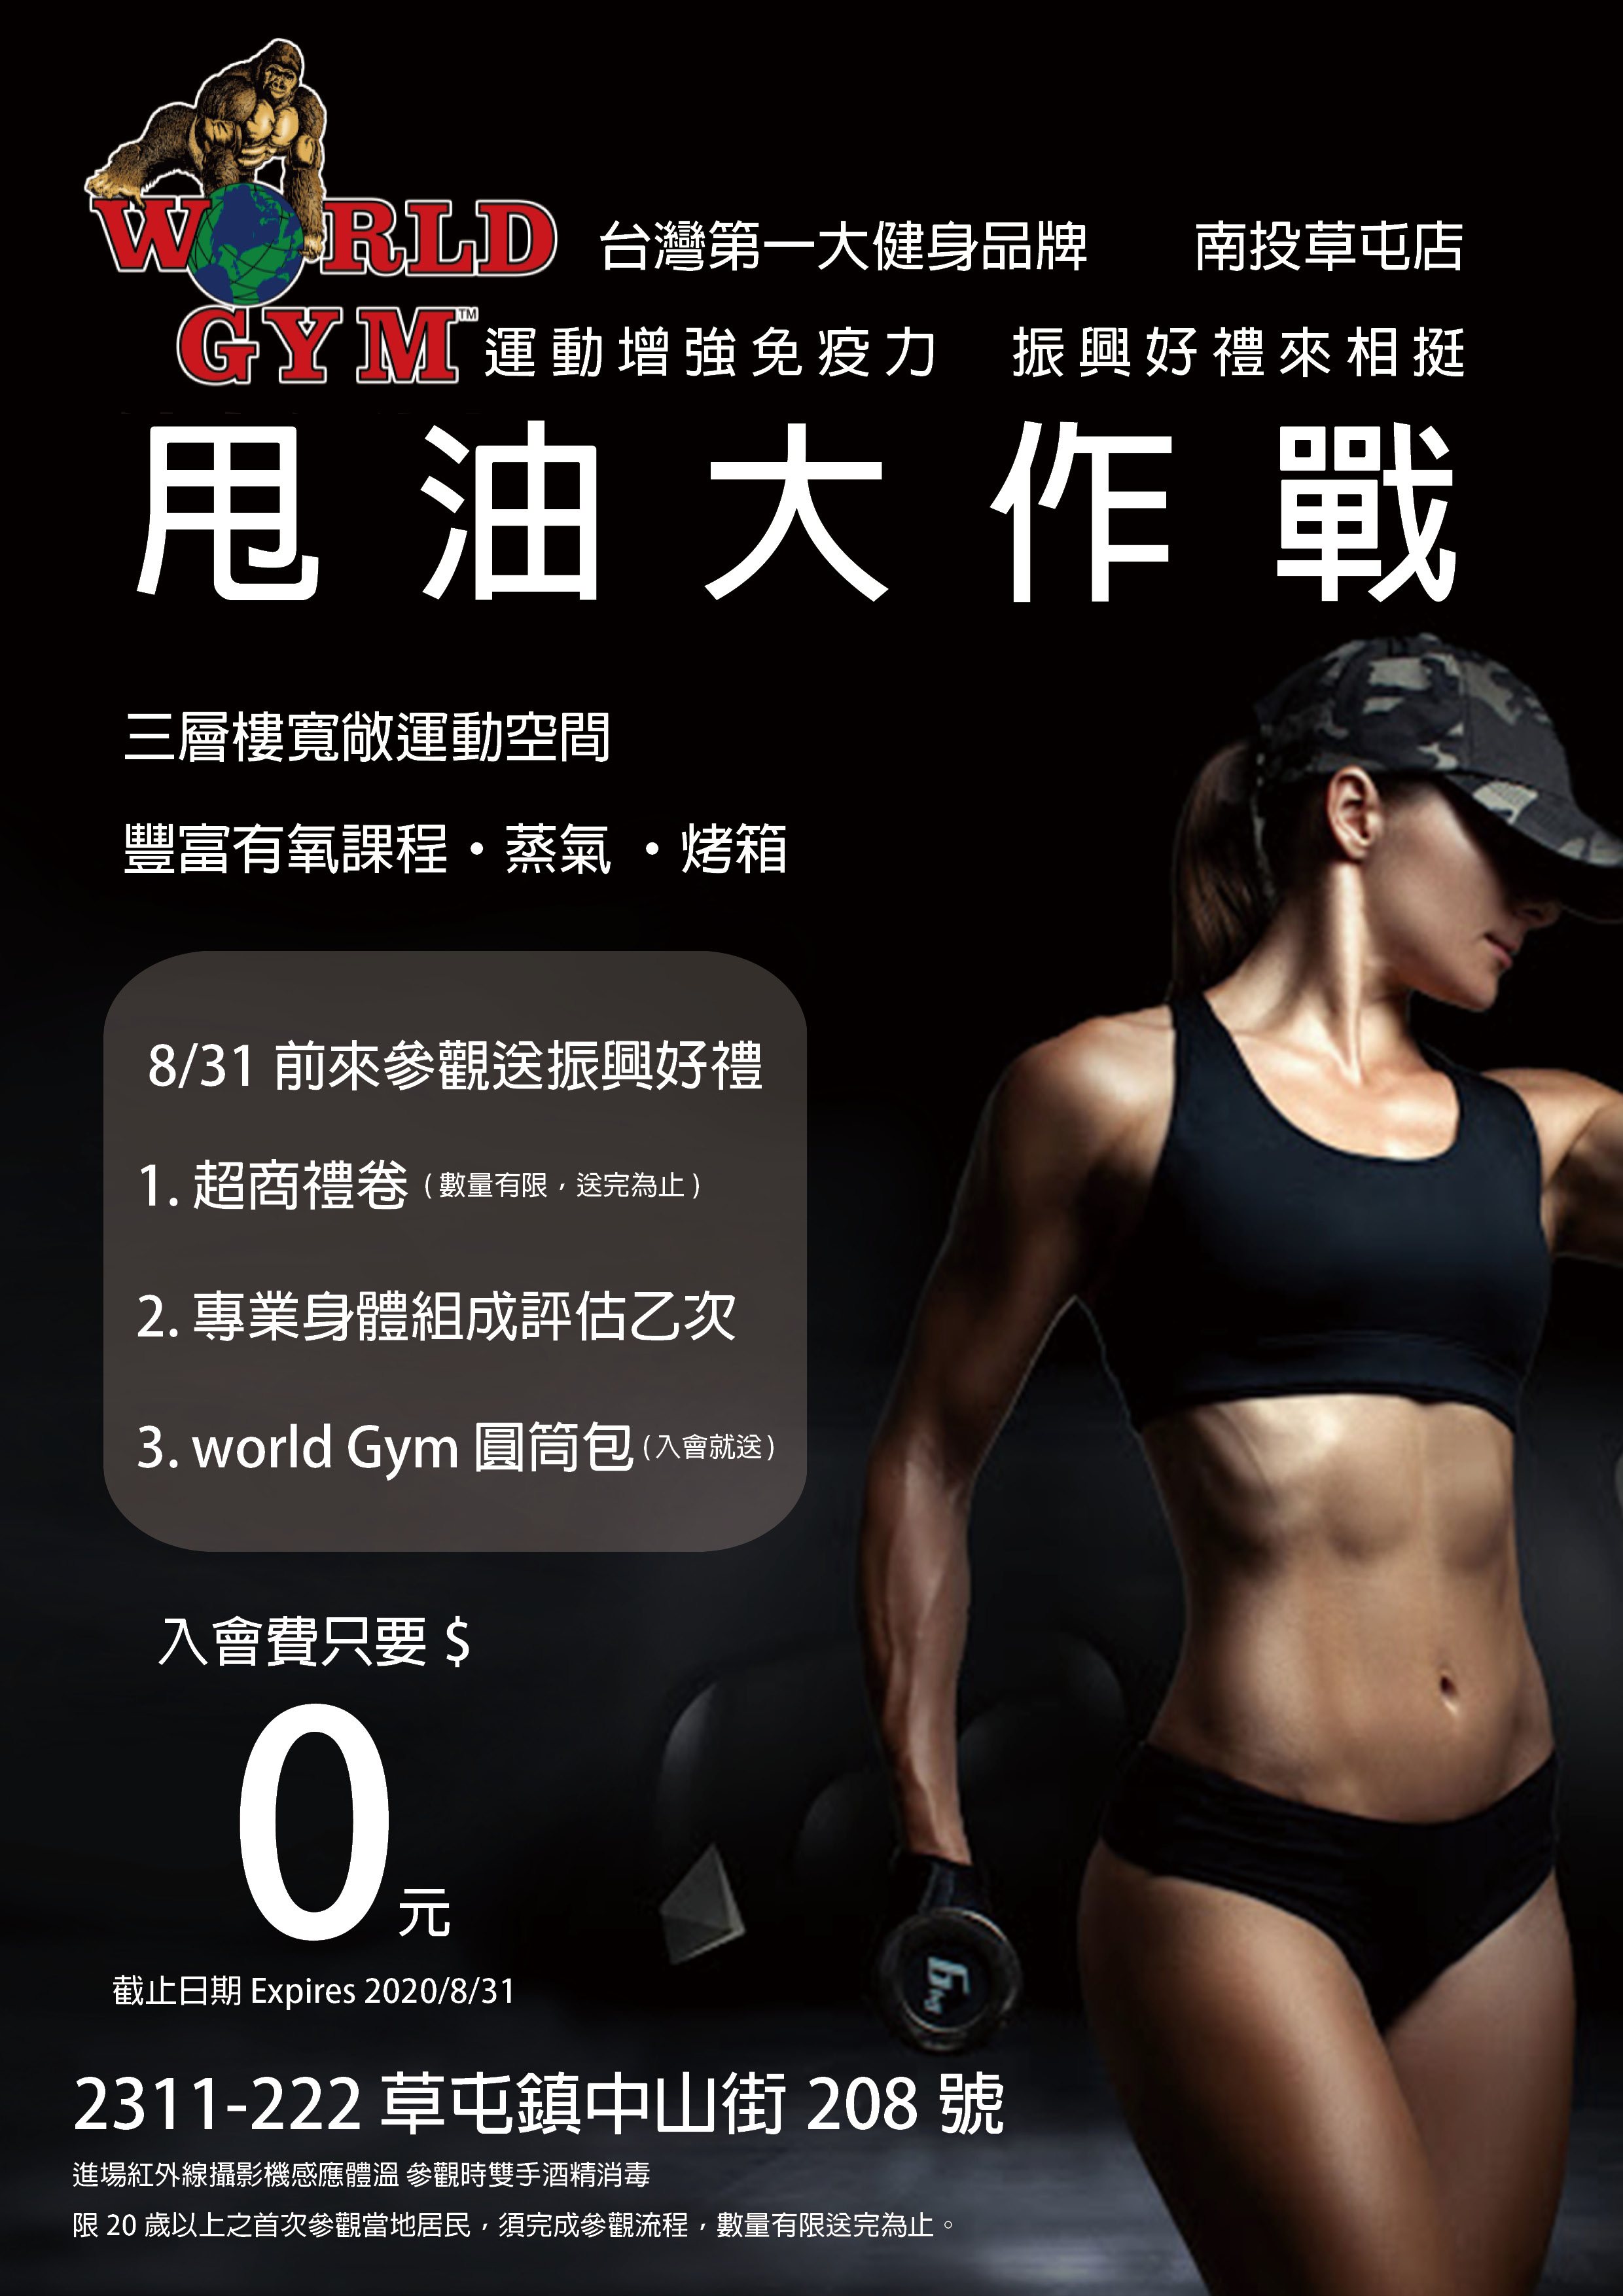 WORLD
GYM™
台灣第一大健身品牌 南投草屯店
運動增強免疫力 振興好禮來相挺
甩油大作戰
三層樓寬敞運動空間
豐富有氧課程・蒸氣・烤箱
8/31 前來參觀送振興好禮
1. 超商禮卷(數量有限，送完為止)
2. 專業身體組成評估乙次
3. world Gym 圓筒包(入會就送)
入會費只要 $
0元
截止日期 Expires 2020/8/31
6kg
2311-222 草屯鎮中山街 208 號
進場紅外線攝影機感應體溫 參觀時雙手酒精消毒
限 20 歲以上之首次參觀當地居民，須完成參觀流程，數量有限送完為止。